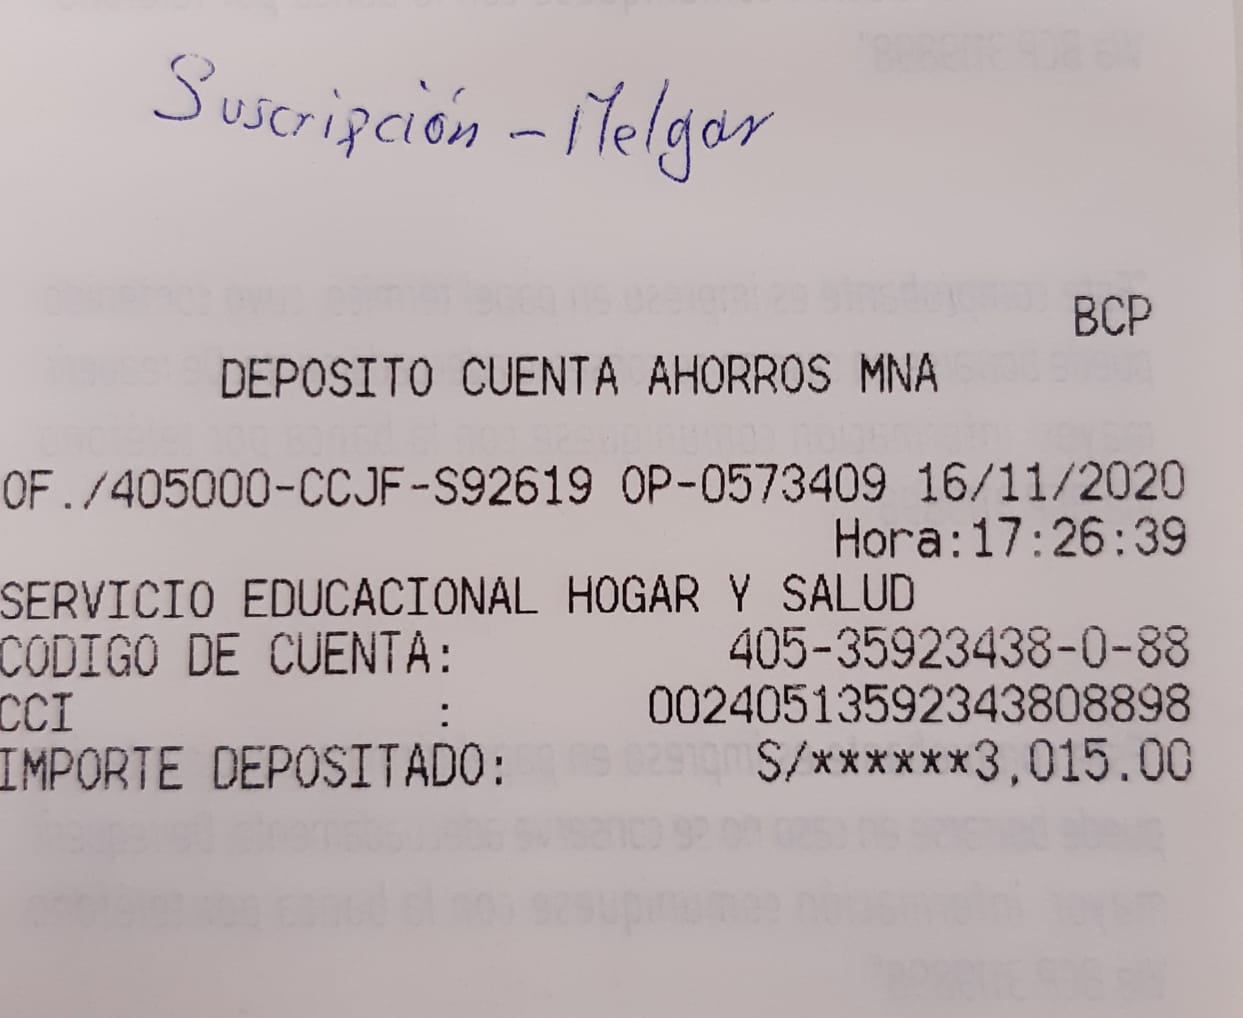 Suscripción - Melgar
BCP
DEPOSITO CUENTA AHORROS MNA
OF./405000-CCJF-S92619 OP-0573409 16/11/2020
Hora:17:26:39
SERVICIO EDUCACIONAL HOGAR Y SALUD
CODIGO DE CUENTA: 405-35923438-0-88
CCI : 00240513592343808898
IMPORTE DEPOSITADO: S/******3,015.00